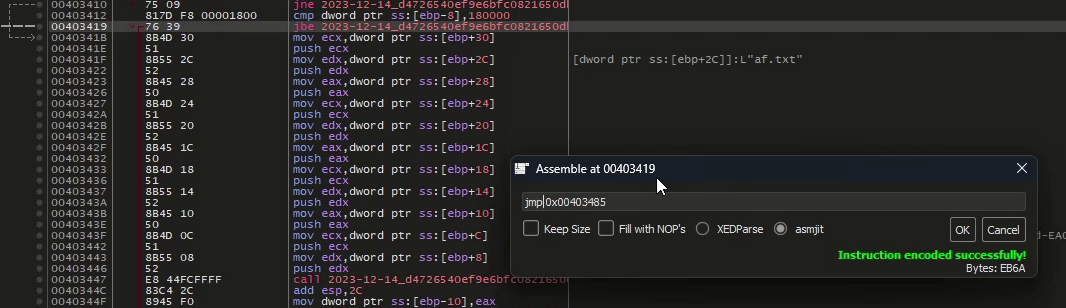 00403410 75 09 jne 2023-12-14_d4726540ef9e6bfc0821650d
00403412 817D F8 00001800 cmp dword ptr ss:[ebp-8],180000
00403419 76 39 jbe 2023-12-14_d4726540ef9e6bfc0821650d
0040341B 8B4D 30 mov ecx,dword ptr ss:[ebp+30]
0040341E 51 push ecx
0040341F 8B55 2C mov edx,dword ptr ss:[ebp+2C] [dword ptr ss:[ebp+2C]]:L"af.txt"
00403422 52 push edx
00403423 8B45 28 mov eax,dword ptr ss:[ebp+28]
00403426 50 push eax
00403427 8B4D 24 mov ecx,dword ptr ss:[ebp+24]
0040342A 51 push ecx
0040342B 8B55 20 mov edx,dword ptr ss:[ebp+20]
0040342E 52 push edx
0040342F 8B45 1C mov eax,dword ptr ss:[ebp+1C]
00403432 50 push eax
00403433 8B4D 18 mov ecx,dword ptr ss:[ebp+18]
00403436 51 push ecx
00403437 8B55 14 mov edx,dword ptr ss:[ebp+14]
0040343A 52 push edx
0040343B 8B45 10 mov eax,dword ptr ss:[ebp+10]
0040343E 50 push eax
0040343F 8B4D 0C mov ecx,dword ptr ss:[ebp+C]
00403442 51 push ecx
00403443 8B55 08 mov edx,dword ptr ss:[ebp+8]
00403446 52 push edx
00403447 E8 44FCFFFF call 2023-12-14_d4726540ef9e6bfc0821650
0040344C 83C4 2C add esp,2C
0040344F 8945 F0 mov dword ptr ss:[ebp-10],eax
Assemble at 00403419
jmp 0x00403485
Keep Size Fill with NOP's XEDParse asmjit OK Cancel
Instruction encoded successfully!
Bytes: EB6A